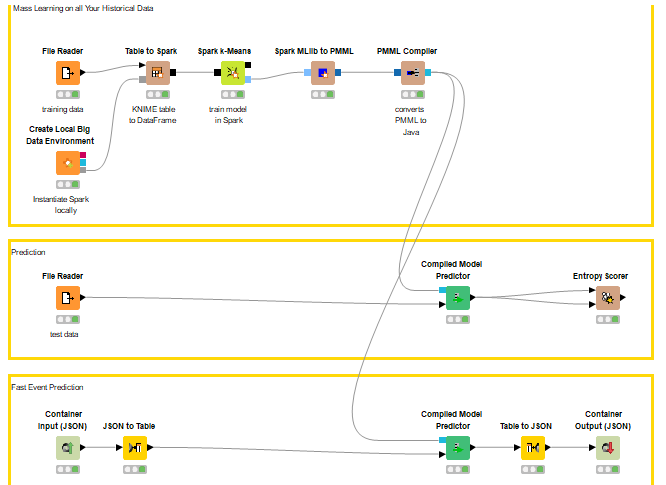 Mass Learning on all Your Historical Data
File Reader
training data
Table to Spark
KNIME table
to DataFrame
Spark k-Means
train model
in Spark
Spark MLlib to PMML
PMML Compiler
converts
PMML to
Java
Create Local Big
Data Environment
Instantiate Spark
locally
Prediction
File Reader
test data
Compiled Model
Predictor
Entropy Scorer
Fast Event Prediction
Container
Input (JSON)
JSON to Table
Compiled Model
Predictor
Table to JSON
Container
Output (JSON)